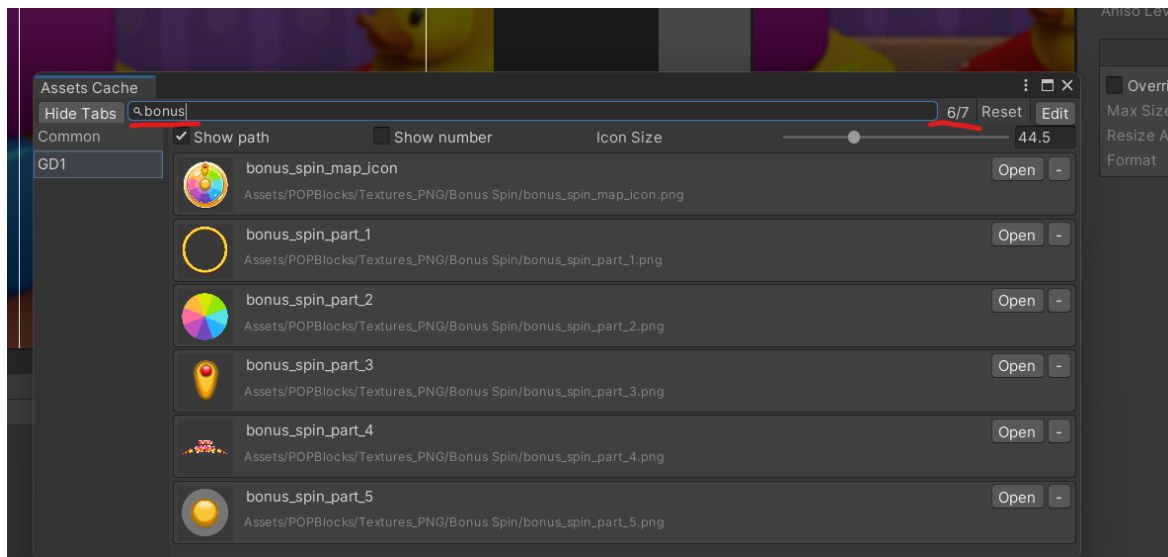 Aniso Lev
Assets Cache
Hide Tabs bonus 6/7 Reset Edit
Overri
Max Size
Common Show path Show number Icon Size 44.5
Resize A
GD1
Format
bonus_spin_map_icon Open -
Assets/POPBlocks/Textures_PNG/Bonus Spin/bonus_spin_map_icon.png
bonus_spin_part_1 Open -
Assets/POPBlocks/Textures_PNG/Bonus Spin/bonus_spin_part_1.png
bonus_spin_part_2 Open -
Assets/POPBlocks/Textures_PNG/Bonus Spin/bonus_spin_part_2.png
bonus_spin_part_3 Open -
Assets/POPBlocks/Textures_PNG/Bonus Spin/bonus_spin_part_3.png
bonus_spin_part_4 Open -
Assets/POPBlocks/Textures_PNG/Bonus Spin/bonus_spin_part_4.png
bonus_spin_part_5 Open -
Assets/POPBlocks/Textures_PNG/Bonus Spin/bonus_spin_part_5.png